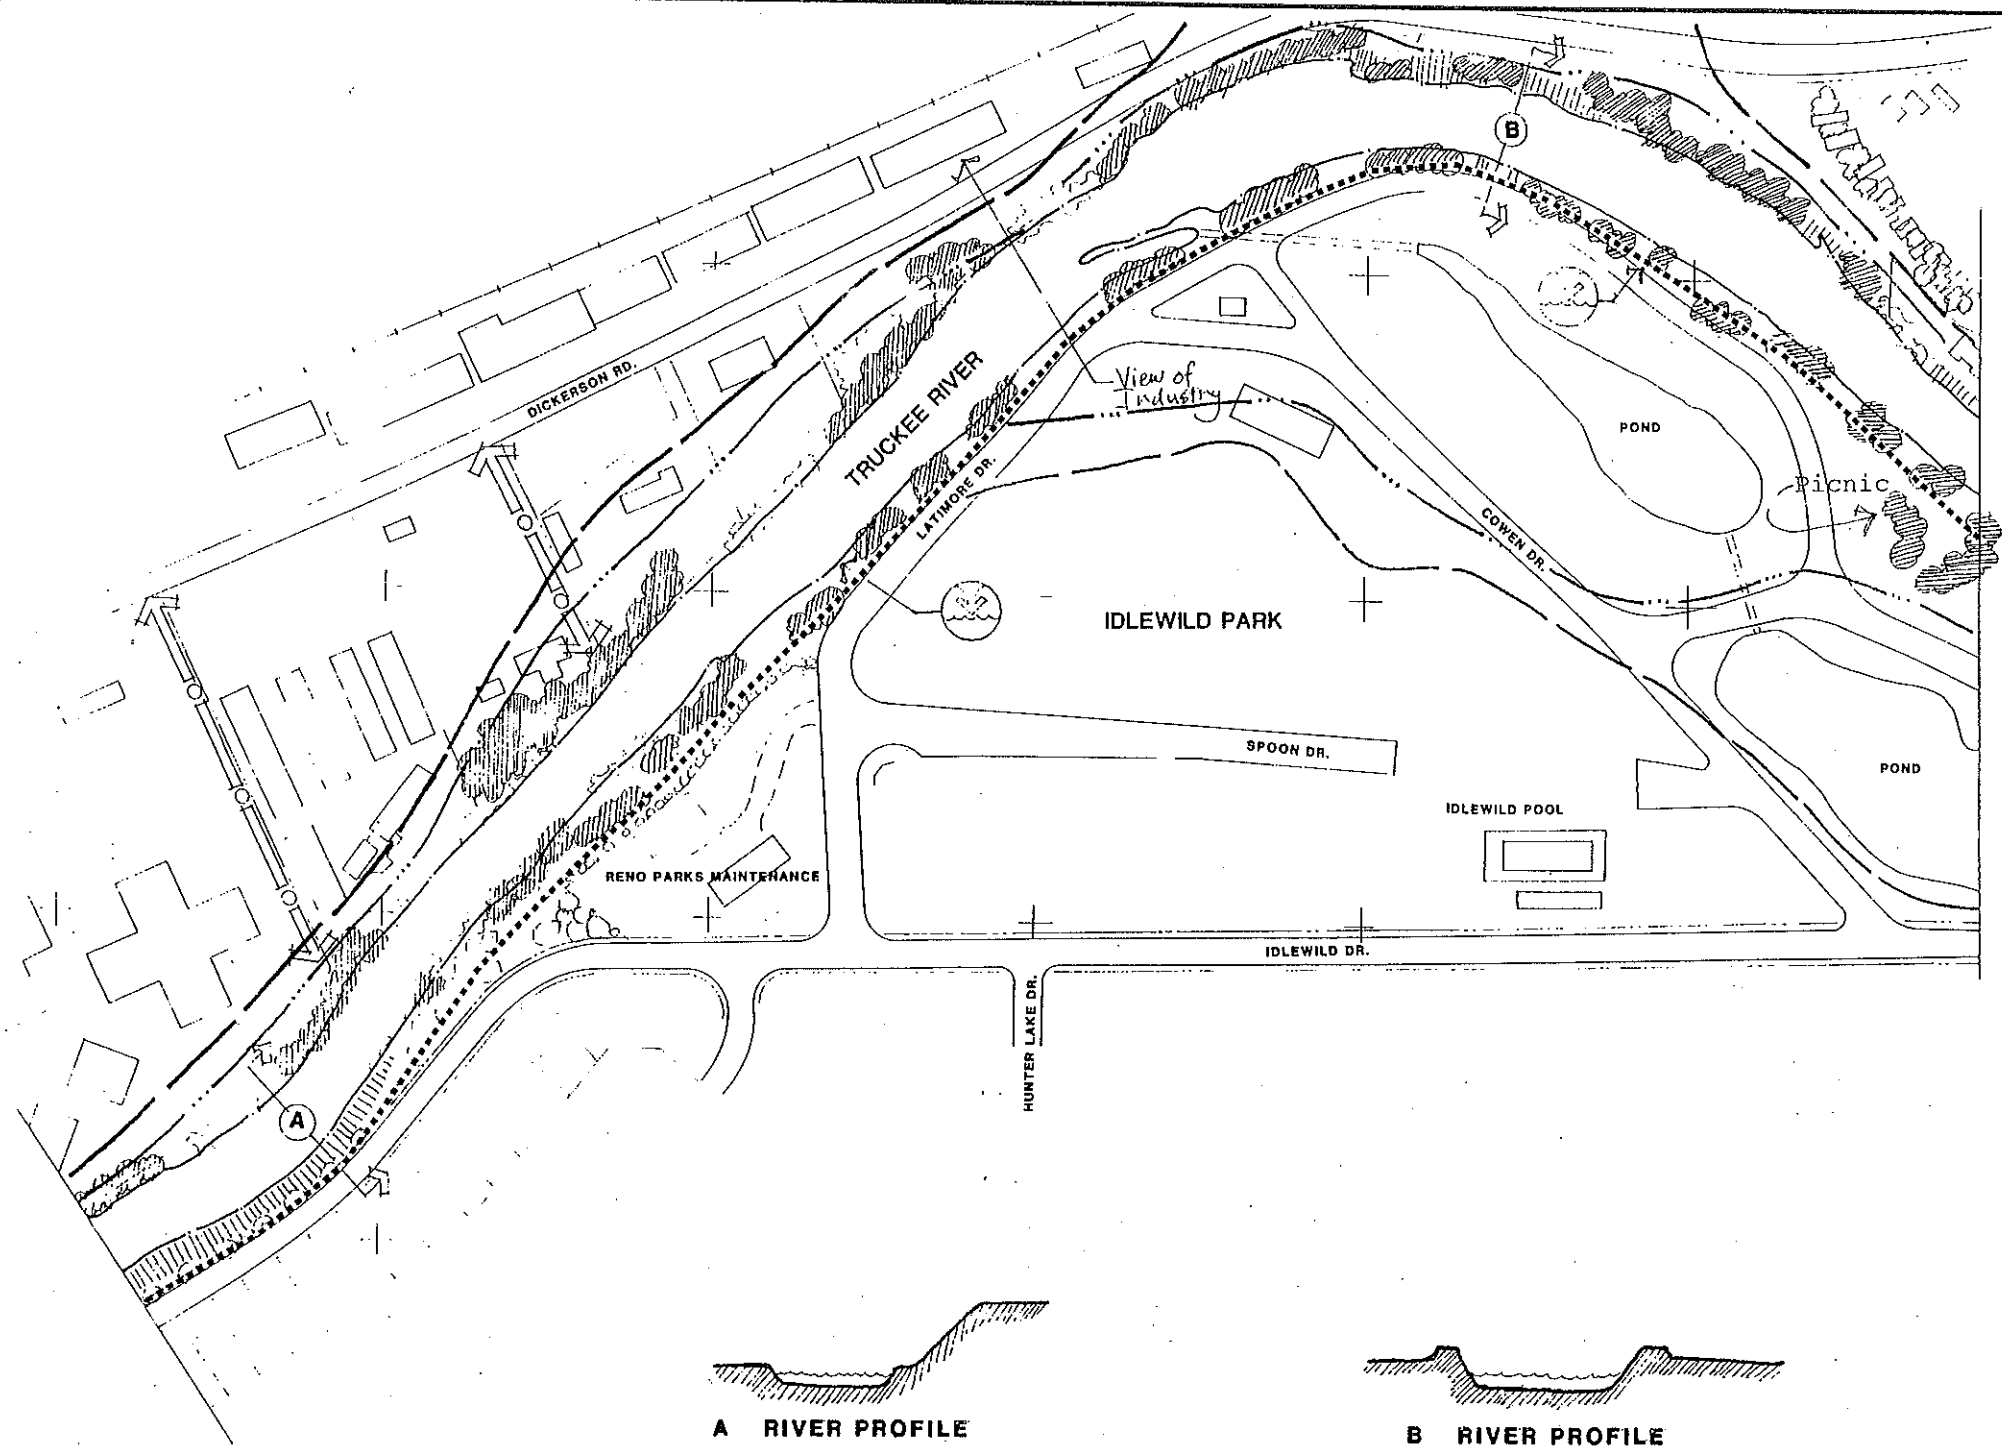 B
DICKERSON RD.
TRUCKEE RIVER
View of
Industry
POND
Picnic
LATIMORE DR.
COWEN DR.
IDLEWILD PARK
SPOON DR.
POND
IDLEWILD POOL
RENO PARKS MAINTENANCE
IDLEWILD DR.
HUNTER LAKE DR.
A
A RIVER PROFILE
B RIVER PROFILE